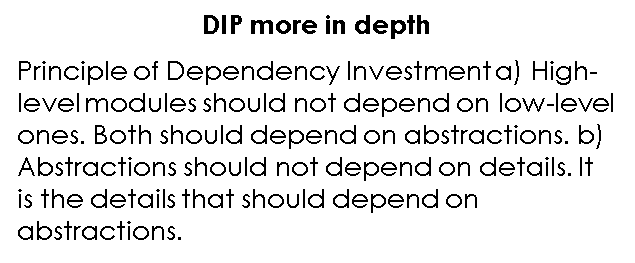 DIP more in depth
Principle of Dependency Investment a) High-
level modules should not depend on low-level
ones. Both should depend on abstractions. b)
Abstractions should not depend on details. It
is the details that should depend on
abstractions.